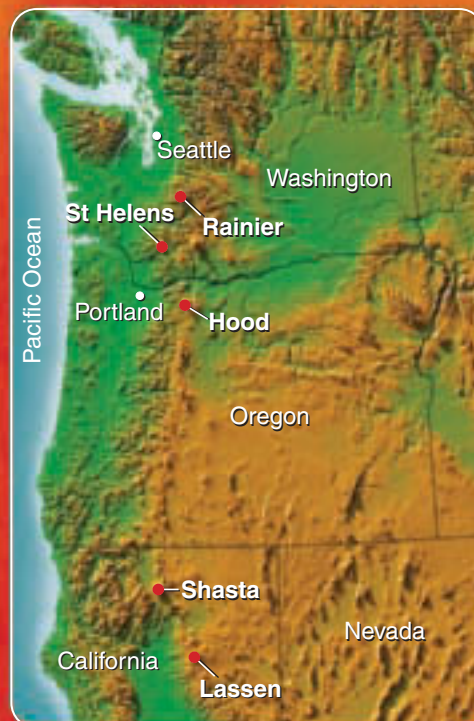 Seattle
Washington
St Helens
Rainier
Pacific Ocean
Portland
Hood
Oregon
Shasta
Nevada
California
Lassen